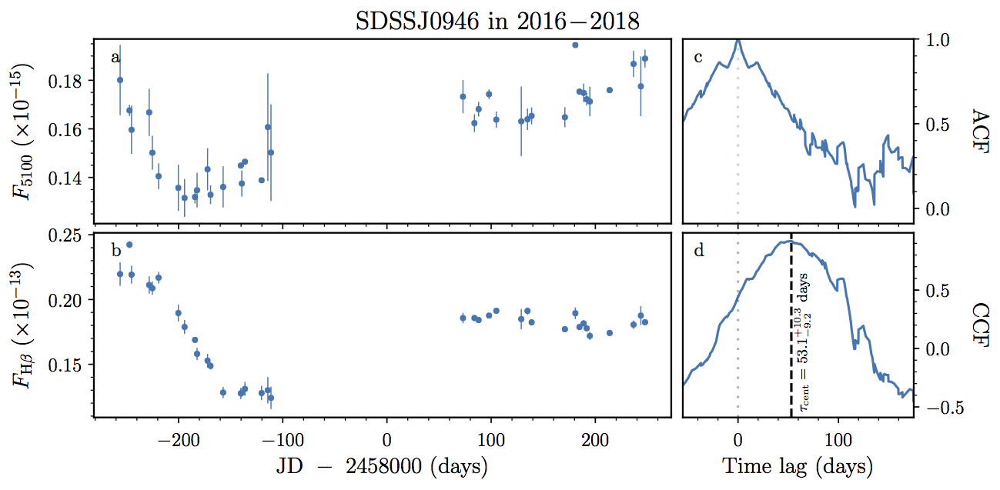 SDSSJ0946 in 2016−2018
a
F5100 (×10−15)
0.18
0.16
0.14
c
1.0
0.5
0.0
ACF
b
FHβ (×10−13)
0.25
0.20
0.15
d
τcent = 53.1+10.3−9.2 days
0.5
0.0
−0.5
CCF
−200 −100 0 100 200
0 100
JD − 2458000 (days)
Time lag (days)